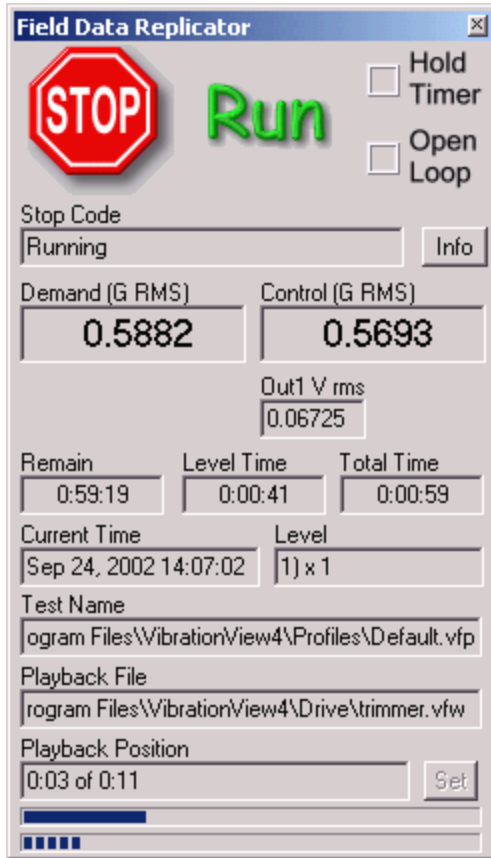 Field Data Replicator
STOP
Run
Hold
Timer
Open
Loop
Stop Code
Running
Info
Demand (G RMS)
Control (G RMS)
0.5882
0.5693
Out1 V rms
0.06725
Remain
Level Time
Total Time
0:59:19
0:00:41
0:00:59
Current Time
Level
Sep 24, 2002 14:07:02
1) x 1
Test Name
ogram Files\VibrationView4\Profiles\Default.vfp
Playback File
rogram Files\VibrationView4\Drive\trimmer.vfw
Playback Position
0:03 of 0:11
Set